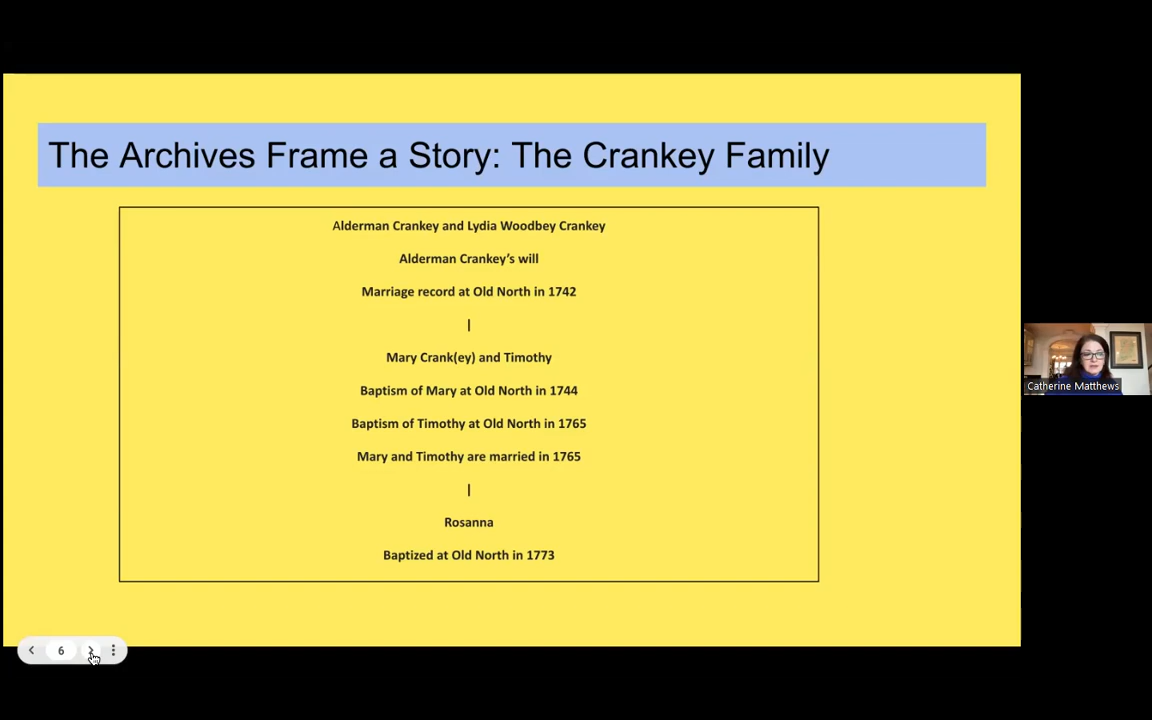 The Archives Frame a Story: The Crankey Family
Alderman Crankey and Lydia Woodbey Crankey
Alderman Crankey’s will
Marriage record at Old North in 1742
|
Mary Crank(ey) and Timothy
Baptism of Mary at Old North in 1744
Baptism of Timothy at Old North in 1765
Mary and Timothy are married in 1765
|
Rosanna
Baptized at Old North in 1773
Catherine Matthews
6